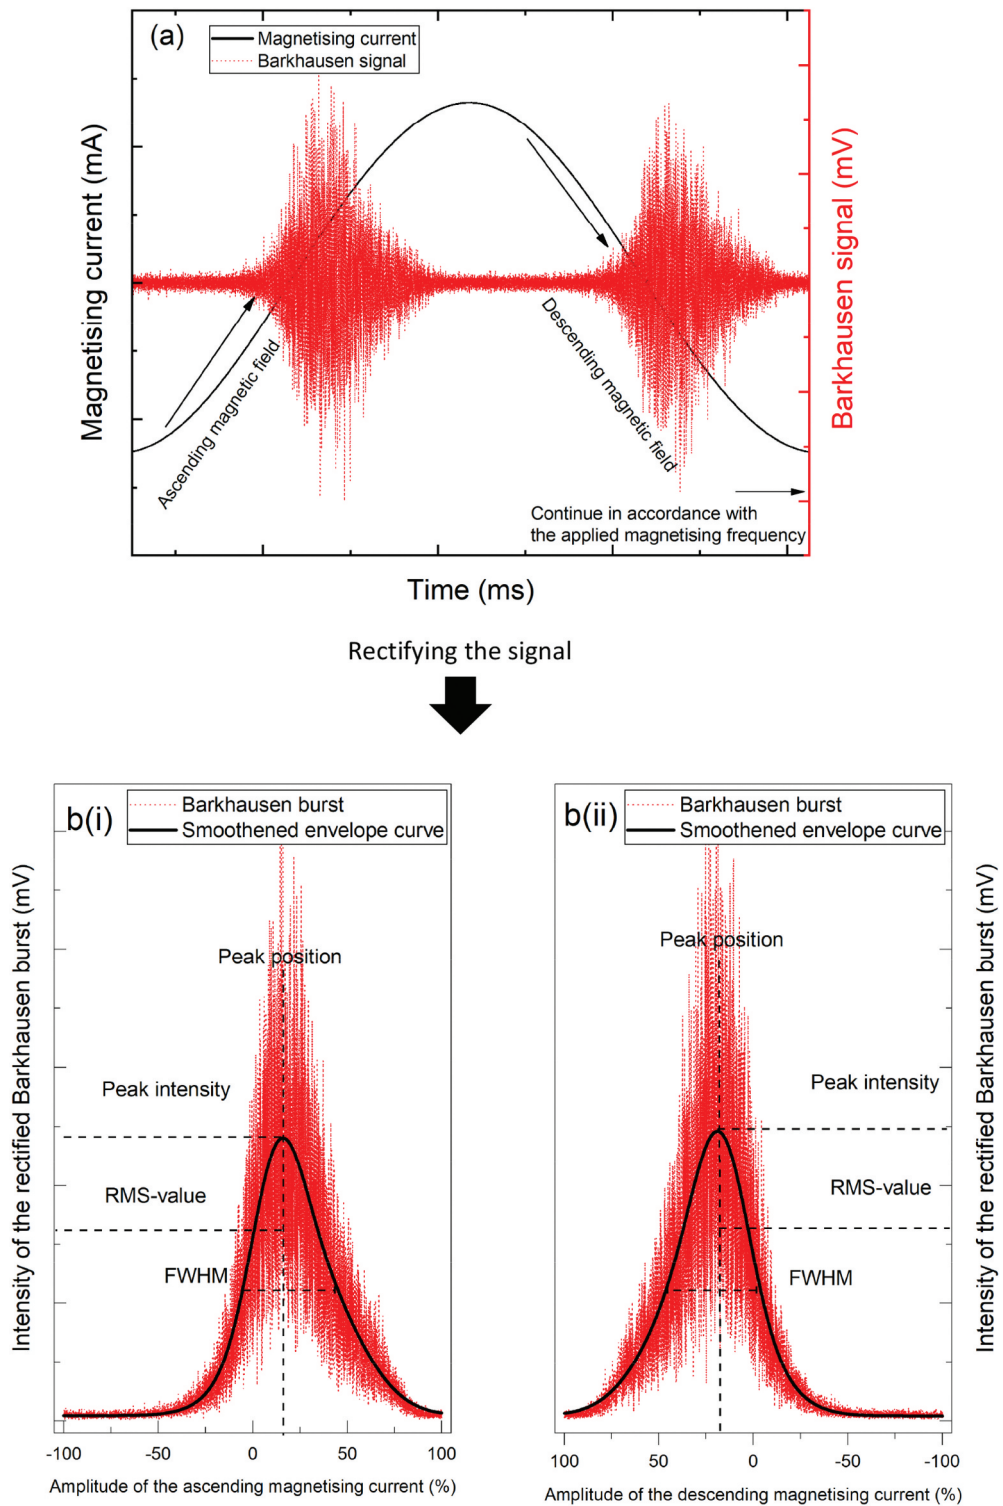 (a)
Magnetising current
Barkhausen signal
Magnetising current (mA)
Barkhausen signal (mV)
Ascending magnetic field
Descending magnetic field
Continue in accordance with
the applied magnetising frequency
Time (ms)
Rectifying the signal
b(i)
Barkhausen burst
Smoothened envelope curve
Intensity of the rectified Barkhausen burst (mV)
Peak position
Peak intensity
RMS-value
FWHM
-100 -50 0 50 100
Amplitude of the ascending magnetising current (%)
b(ii)
Barkhausen burst
Smoothened envelope curve
Peak position
Peak intensity
RMS-value
FWHM
Intensity of the rectified Barkhausen burst (mV)
100 50 0 -50 -100
Amplitude of the descending magnetising current (%)